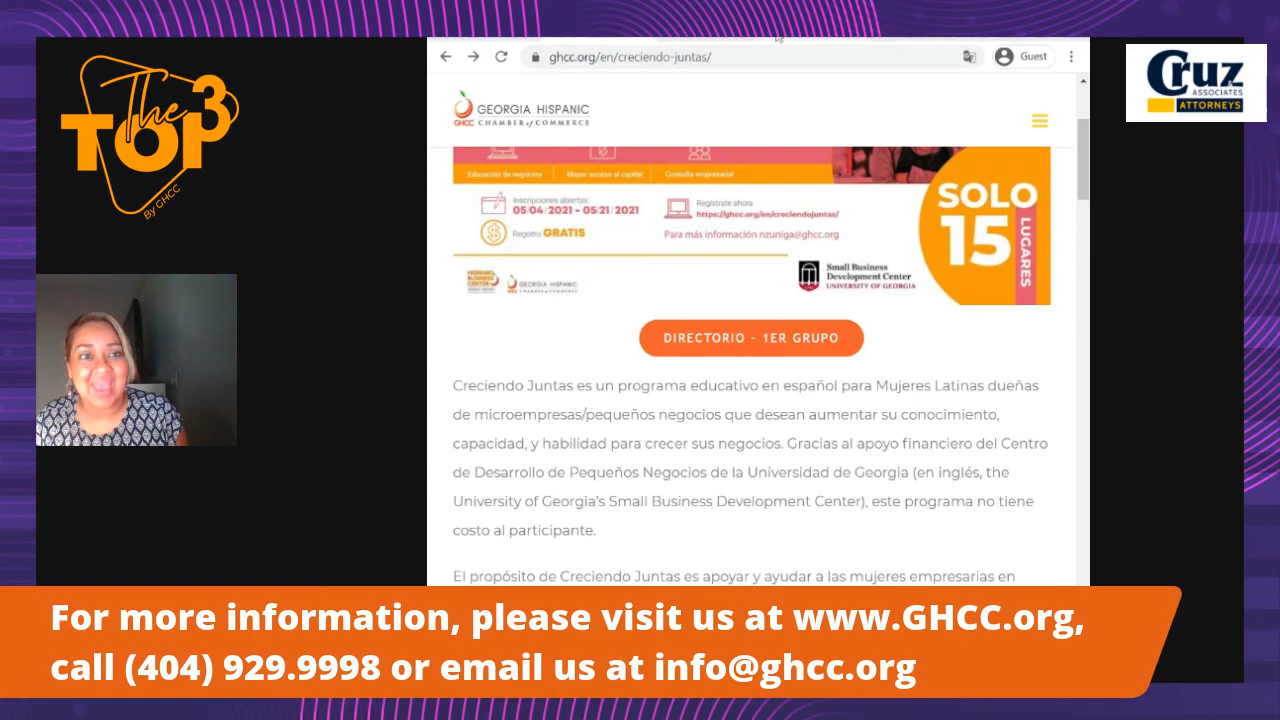 The
TOP 3
By GHCC
ghcc.org/en/creciendo-juntas/
Guest
Cruz
ASSOCIATES
ATTORNEYS
GEORGIA HISPANIC
GHCC CHAMBER of COMMERCE
Educación de negocios
Mayor acceso al capital
Consulta empresarial
Inscripciones abiertas:
05/04/2021 - 05/21/2021
Registro GRATIS
Regístrate ahora
https://ghcc.org/en/creciendojuntas/
Para más información nzuniga@ghcc.org
SOLO
15
LUGARES
HISPANIC
BUSINESS
CENTER
GEORGIA HISPANIC
GHCC CHAMBER of COMMERCE
Small Business
Development Center
UNIVERSITY OF GEORGIA
DIRECTORIO - 1ER GRUPO
Creciendo Juntas es un programa educativo en español para Mujeres Latinas dueñas
de microempresas/pequeños negocios que desean aumentar su conocimiento,
capacidad, y habilidad para crecer sus negocios. Gracias al apoyo financiero del Centro
de Desarrollo de Pequeños Negocios de la Universidad de Georgia (en inglés, the
University of Georgia’s Small Business Development Center), este programa no tiene
costo al participante.
El propósito de Creciendo Juntas es apoyar y ayudar a las mujeres empresarias en
For more information, please visit us at www.GHCC.org,
call (404) 929.9998 or email us at info@ghcc.org